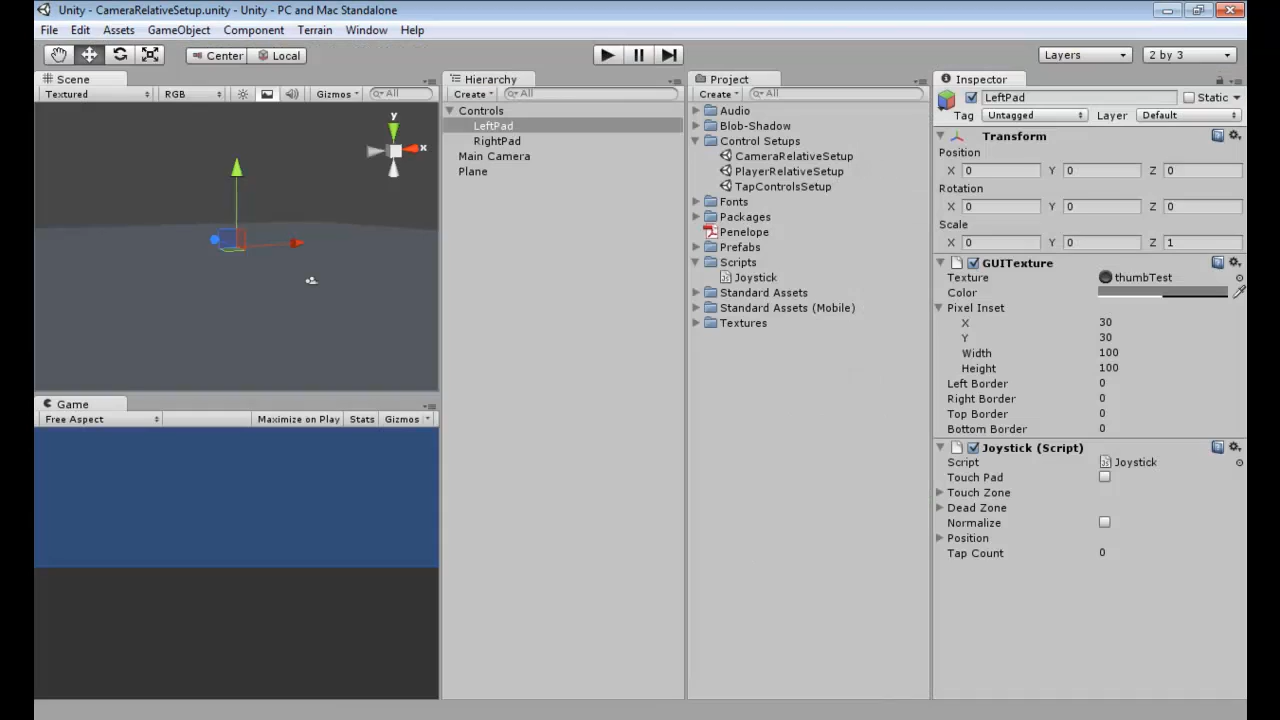 Unity - CameraRelativeSetup.unity - Unity - PC and Mac Standalone
File Edit Assets GameObject Component Terrain Window Help
Center Local Layers 2 by 3
Scene
Textured RGB Gizmos All
y
x
Game
Free Aspect Maximize on Play Stats Gizmos
Hierarchy
Create All
Controls
LeftPad
RightPad
Main Camera
Plane
Project
Create All
Audio
Blob-Shadow
Control Setups
CameraRelativeSetup
PlayerRelativeSetup
TapControlsSetup
Fonts
Packages
Penelope
Prefabs
Scripts
Joystick
Standard Assets
Standard Assets (Mobile)
Textures
Inspector
LeftPad Static
Tag Untagged Layer Default
Transform
Position
X 0 Y 0 Z 0
Rotation
X 0 Y 0 Z 0
Scale
X 0 Y 0 Z 1
GUITexture
Texture thumbTest
Color
Pixel Inset
X 30
Y 30
Width 100
Height 100
Left Border 0
Right Border 0
Top Border 0
Bottom Border 0
Joystick (Script)
Script Joystick
Touch Pad
Touch Zone
Dead Zone
Normalize
Position
Tap Count 0